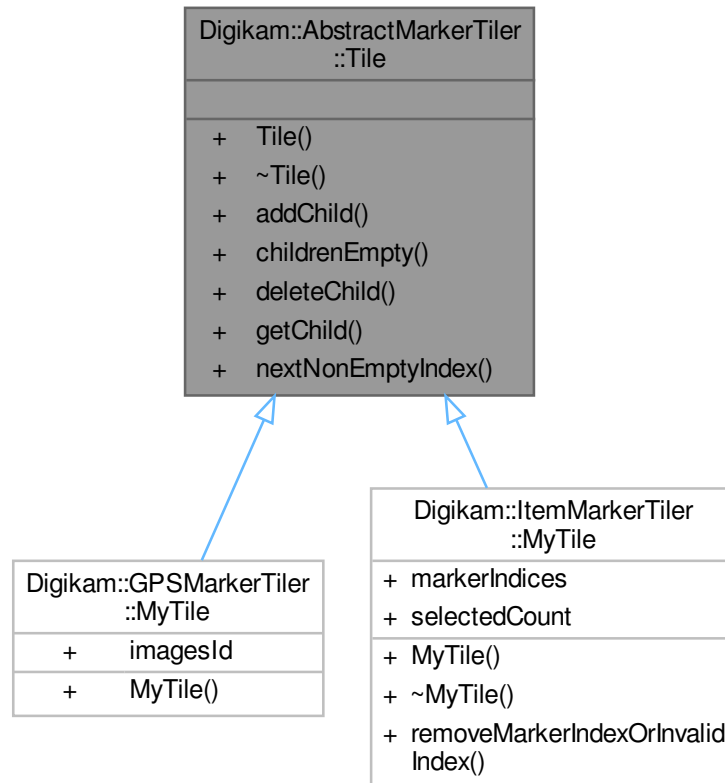 Digikam::AbstractMarkerTiler
::Tile
+ Tile()
+ ~Tile()
+ addChild()
+ childrenEmpty()
+ deleteChild()
+ getChild()
+ nextNonEmptyIndex()
Digikam::GPSMarkerTiler
::MyTile
+ imagesId
+ MyTile()
Digikam::ItemMarkerTiler
::MyTile
+ markerIndices
+ selectedCount
+ MyTile()
+ ~MyTile()
+ removeMarkerIndexOrInvalid
Index()